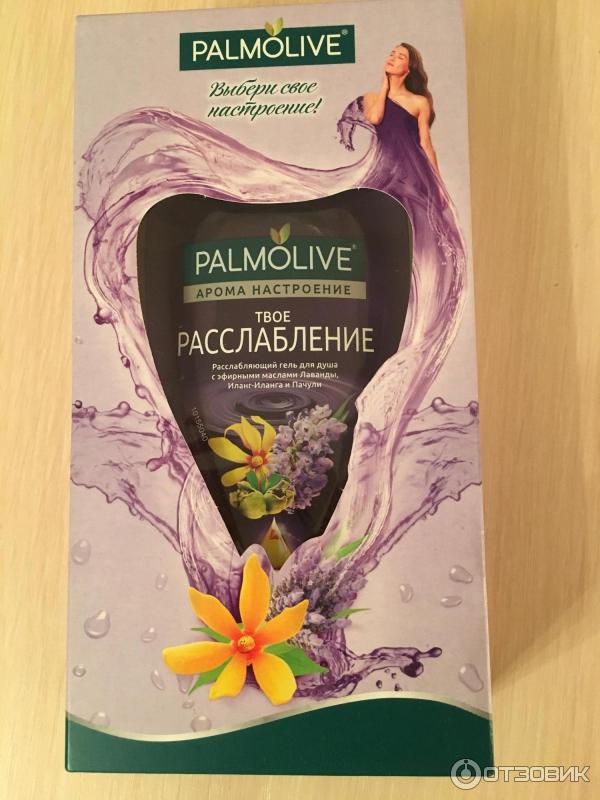 PALMOLIVE®
Выбери свое
настроение!
PALMOLIVE®
АРОМА НАСТРОЕНИЕ
ТВОЕ
РАССЛАБЛЕНИЕ
Расслабляющий гель для душа
с эфирными маслами Лаванды,
Иланг-Иланга и Пачули
10155040
ОТЗОВИК